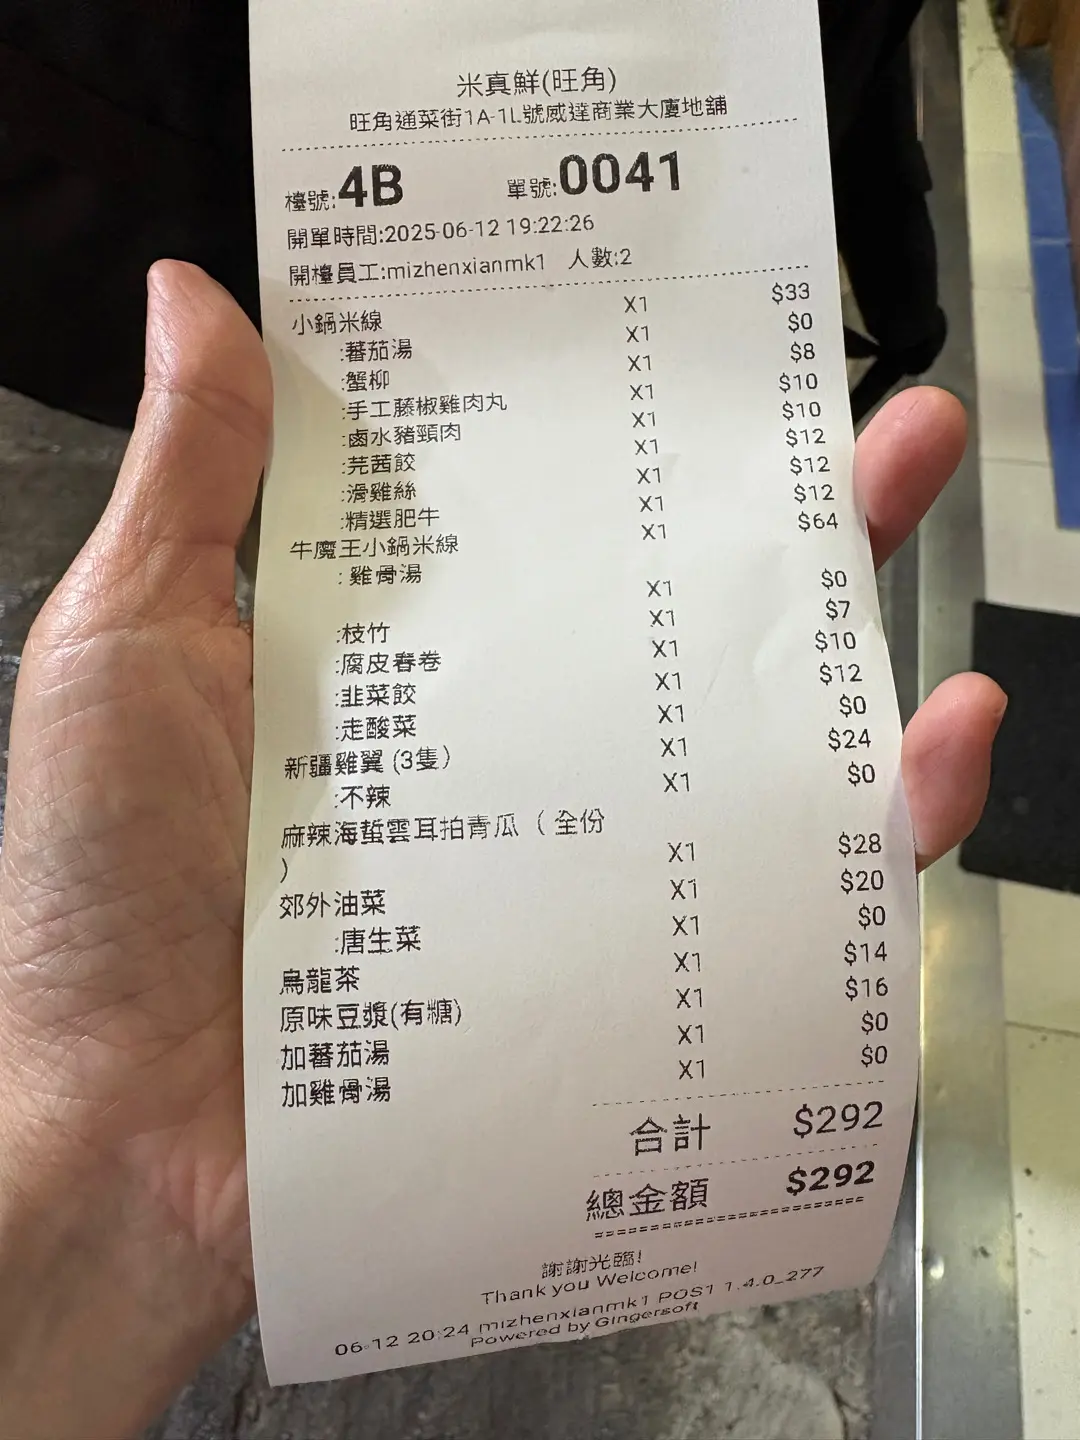 米真鮮(旺角)
旺角通菜街1A-1L號威達商業大廈地舖
檯號:4B 單號:0041
開單時間:2025-06-12 19:22:26
開檯員工:mizhenxianmk1 人數:2
小鍋米線 X1 $33
:蕃茄湯 X1 $0
:蟹柳 X1 $8
:手工藤椒雞肉丸 X1 $10
:鹵水豬頸肉 X1 $10
:芫茜餃 X1 $12
:滑雞絲 X1 $12
:精選肥牛 X1 $12
牛魔王小鍋米線 X1 $64
:雞骨湯 X1 $0
:枝竹 X1 $7
:腐皮春卷 X1 $10
:韭菜餃 X1 $12
:走酸菜 X1 $0
新疆雞翼 (3隻) X1 $24
:不辣 X1 $0
麻辣海蜇雲耳拍青瓜（全份
） X1 $28
郊外油菜 X1 $20
:唐生菜 X1 $0
烏龍茶 X1 $14
原味豆漿(有糖) X1 $16
加蕃茄湯 X1 $0
加雞骨湯 X1 $0
合計 $292
總金額 $292
謝謝光臨!
Thank you Welcome!
06-12 20:24 mizhenxianmk1 POS1 1.4.0_277
Powered by Gingersoft